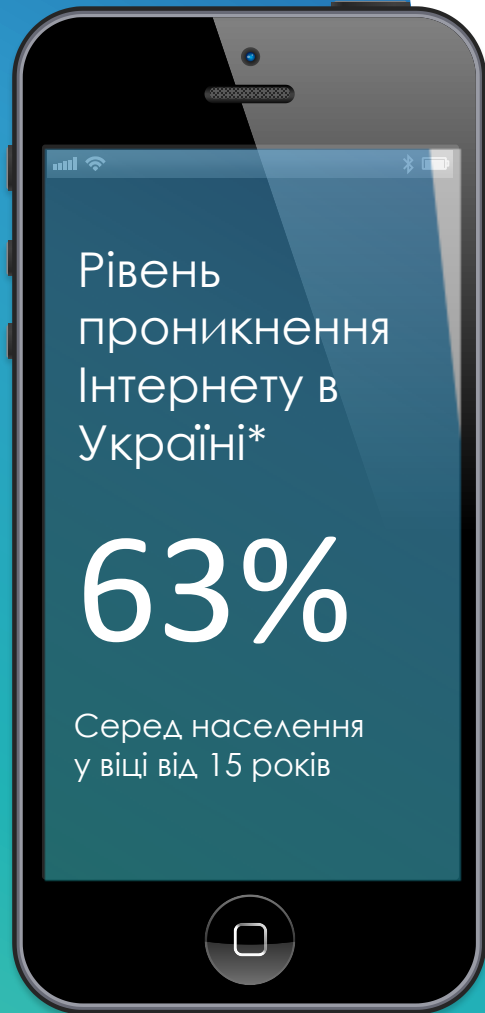 Рівень
проникнення
Інтернету в
Україні*
63%
Серед населення
у віці від 15 років